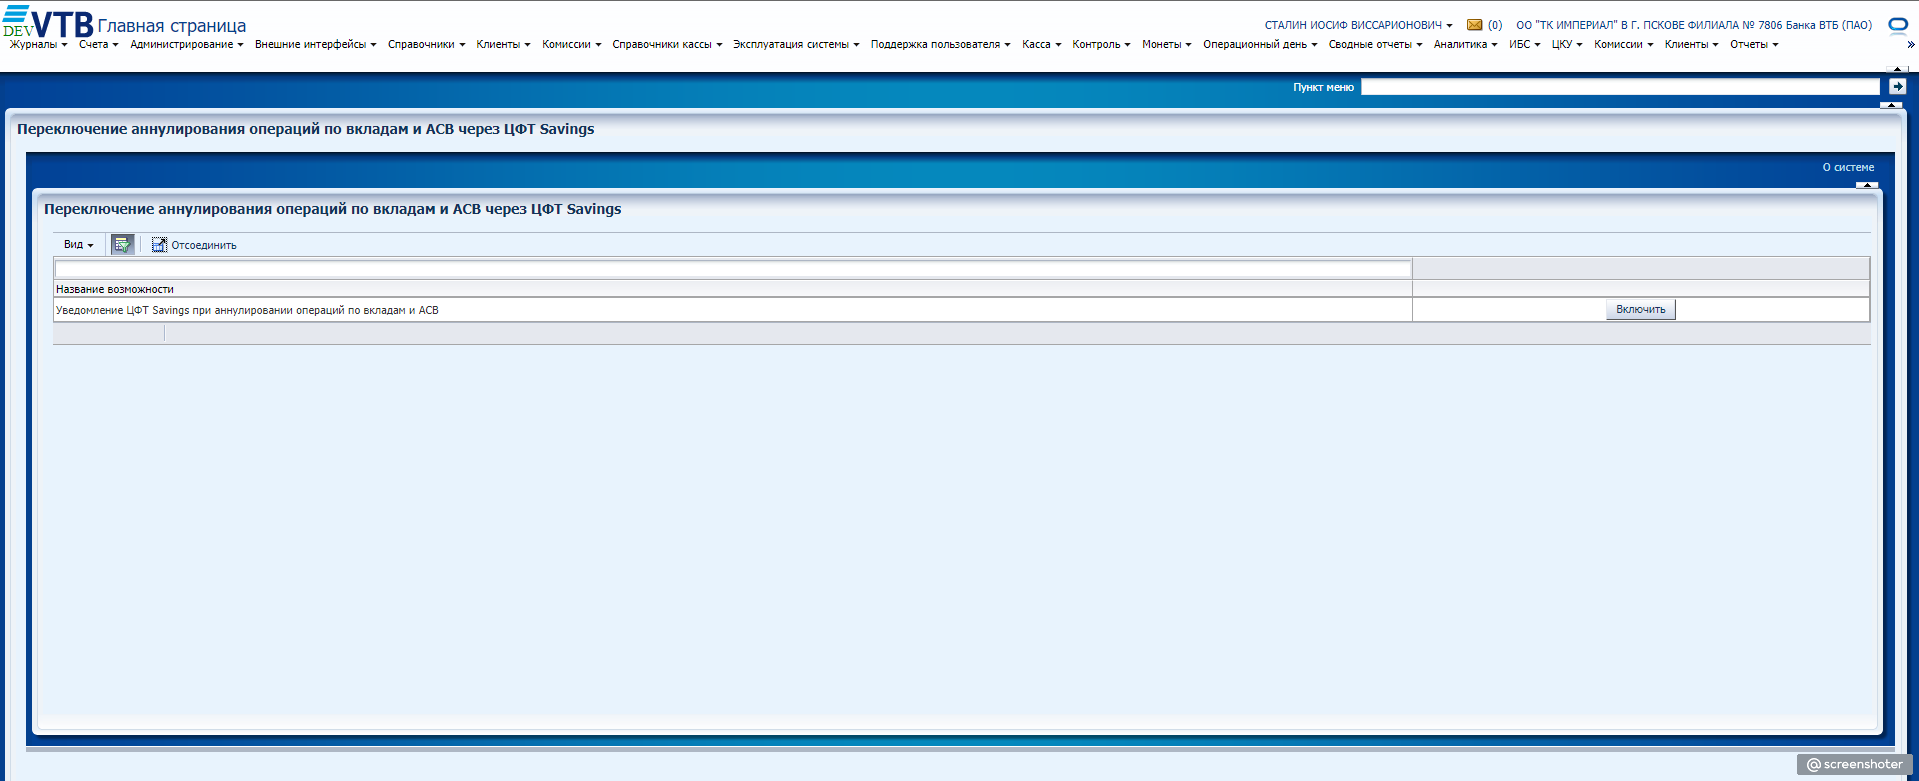 DEV VTB Главная страница
СТАЛИН ИОСИФ ВИССАРИОНОВИЧ (0) ОО "ТК ИМПЕРИАЛ" В Г. ПСКОВЕ ФИЛИАЛА № 7806 Банка ВТБ (ПАО)
Журналы Счета Администрирование Внешние интерфейсы Справочники Клиенты Комиссии Справочники кассы Эксплуатация системы Поддержка пользователя Касса Контроль Монеты Операционный день Сводные отчеты Аналитика ИБС ЦКУ Комиссии Клиенты Отчеты »
Пункт меню
Переключение аннулирования операций по вкладам и АСВ через ЦФТ Savings
О системе
Переключение аннулирования операций по вкладам и АСВ через ЦФТ Savings
Вид Отсоединить
Название возможности
Уведомление ЦФТ Savings при аннулировании операций по вкладам и АСВ Включить
@screenshoter